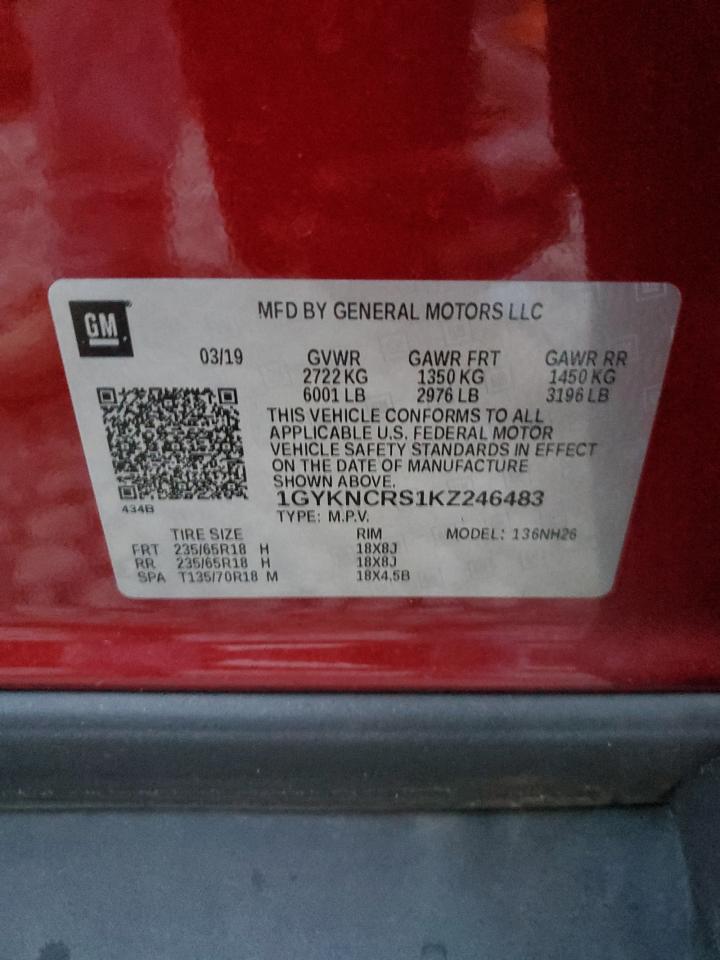 GM
MFD BY GENERAL MOTORS LLC
03/19 GVWR GAWR FRT GAWR RR
2722 KG 1350 KG 1450 KG
6001 LB 2976 LB 3196 LB
THIS VEHICLE CONFORMS TO ALL
APPLICABLE U.S. FEDERAL MOTOR
VEHICLE SAFETY STANDARDS IN EFFECT
ON THE DATE OF MANUFACTURE
SHOWN ABOVE.
1GYKNCRS1KZ246483
434B
TYPE: M.P.V.
TIRE SIZE RIM MODEL: 136NH26
FRT 235/65R18 H 18X8J
RR 235/65R18 H 18X8J
SPA T135/70R18 M 18X4.5B